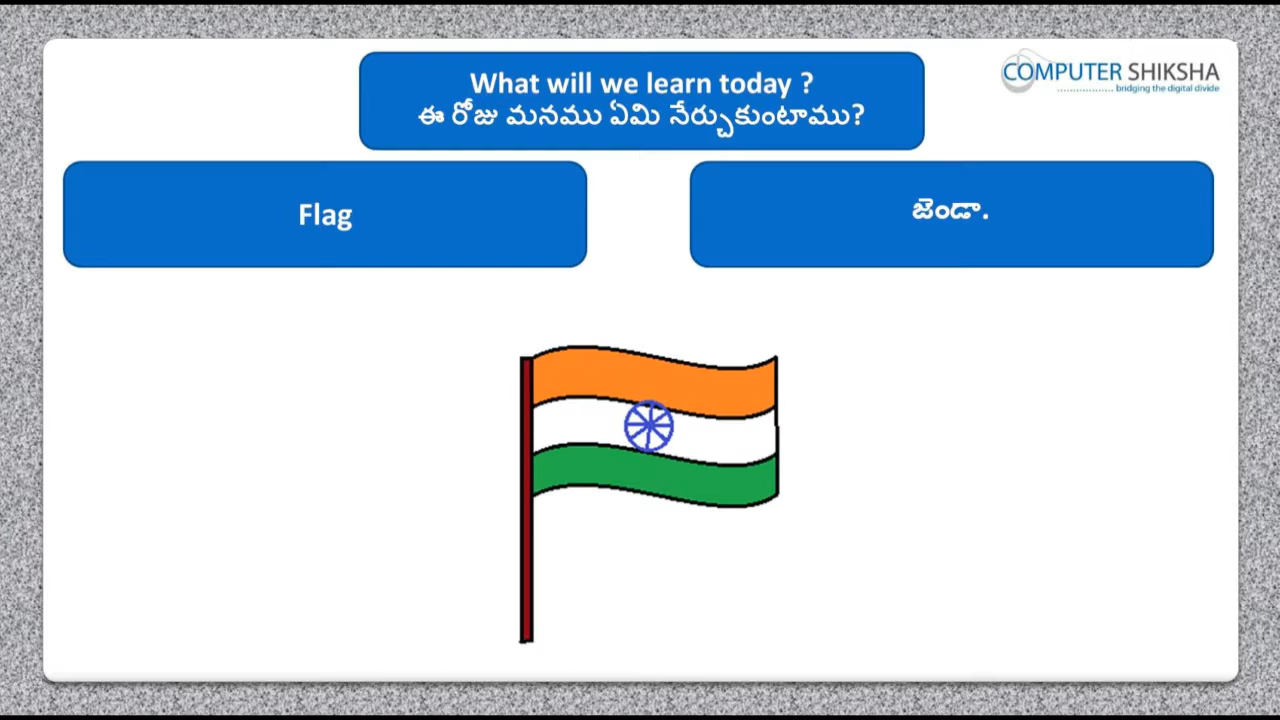 What will we learn today ?
ఈ రోజు మనము ఏమి నేర్చుకుంటాము?
COMPUTER SHIKSHA
bridging the digital divide
Flag
జెండా.